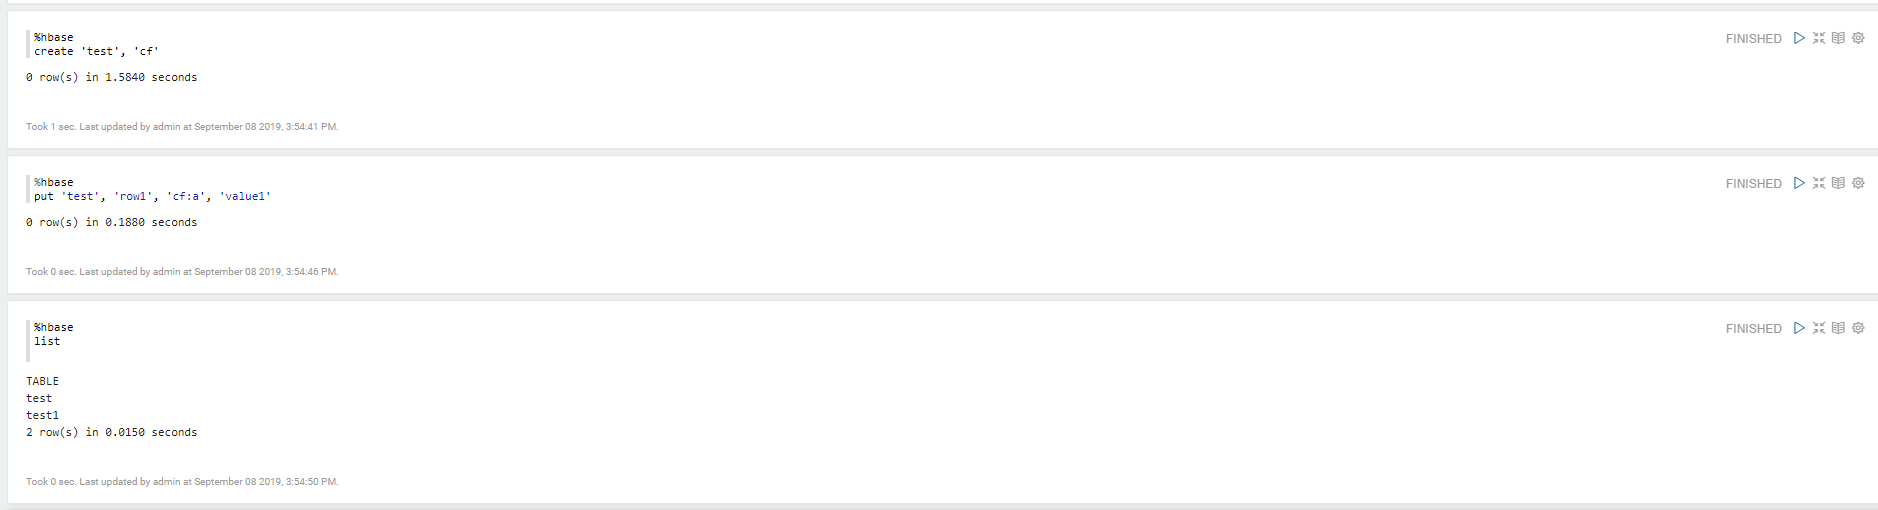 %hbase
create 'test', 'cf'
FINISHED
0 row(s) in 1.5840 seconds
Took 1 sec. Last updated by admin at September 08 2019, 3:54:41 PM.
%hbase
put 'test', 'row1', 'cf:a', 'value1'
FINISHED
0 row(s) in 0.1880 seconds
Took 0 sec. Last updated by admin at September 08 2019, 3:54:46 PM.
%hbase
list
FINISHED
TABLE
test
test1
2 row(s) in 0.0150 seconds
Took 0 sec. Last updated by admin at September 08 2019, 3:54:50 PM.